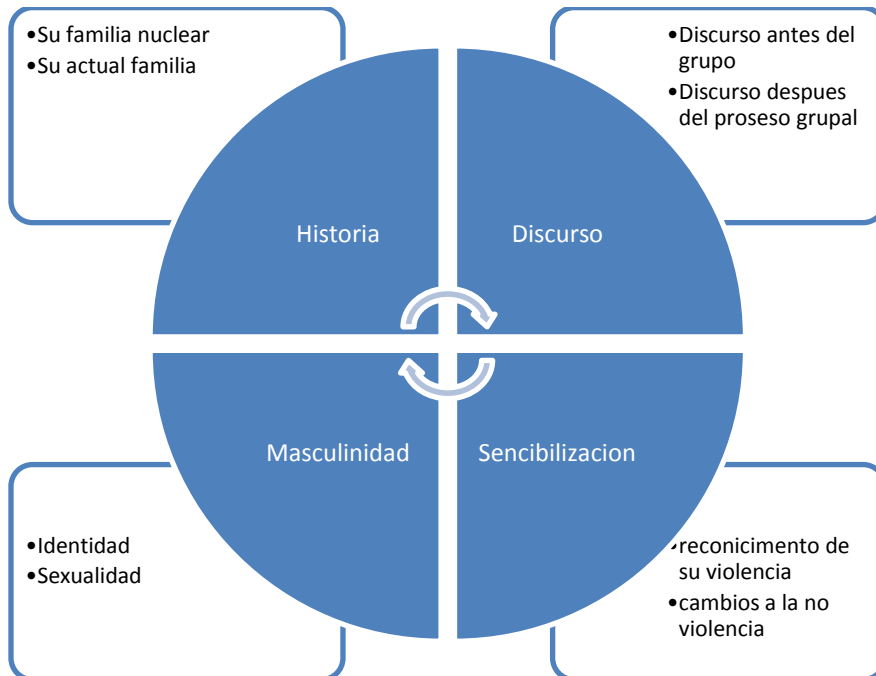 •Su familia nuclear
•Su actual familia
•Discurso antes del
grupo
•Discurso despues
del proseso grupal
Historia
Discurso
Masculinidad
Sencibilizacion
•Identidad
•Sexualidad
•reconicimento de
su violencia
•cambios a la no
violencia